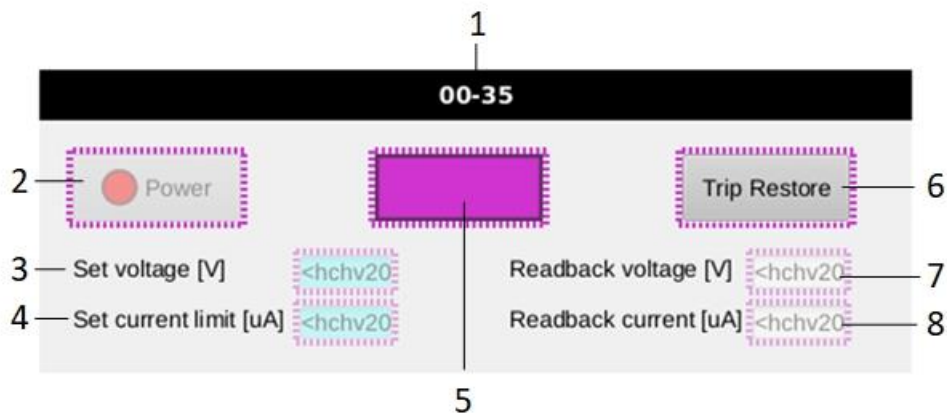 1
00-35
2 Power Trip Restore 6
3 Set voltage [V] <hchv20 Readback voltage [V] <hchv20 7
4 Set current limit [uA] <hchv20 Readback current [uA] <hchv20 8
5